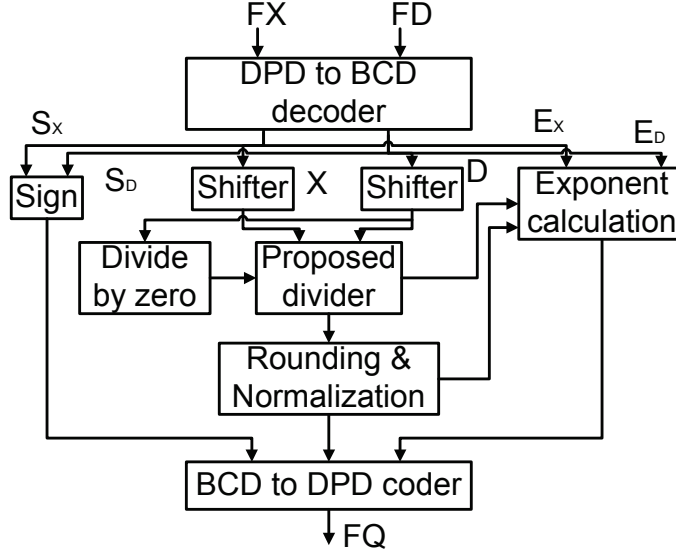 FX FD
DPD to BCD
decoder
SX EX ED
Sign SD Shifter X Shifter D Exponent
calculation
Divide
by zero
Proposed
divider
Rounding &
Normalization
BCD to DPD coder
FQ